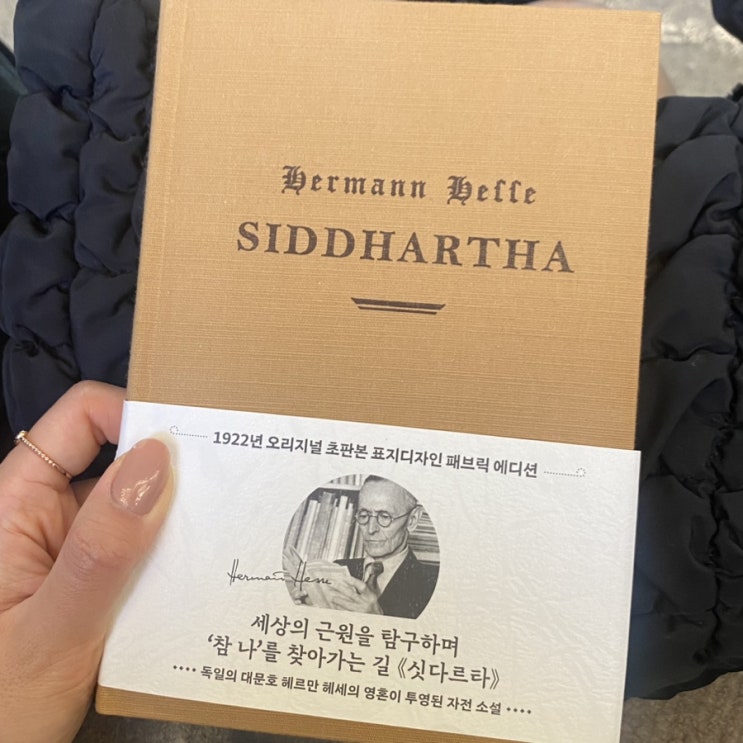 Hermann Hesse
SIDDHARTHA
1922년 오리지널 초판본 표지디자인 패브릭 에디션
Hermann Hesse
세상의 근원을 탐구하며
‘참 나’를 찾아가는 길 《싯다르타》
독일의 대문호 헤르만 헤세의 영혼이 투영된 자전 소설